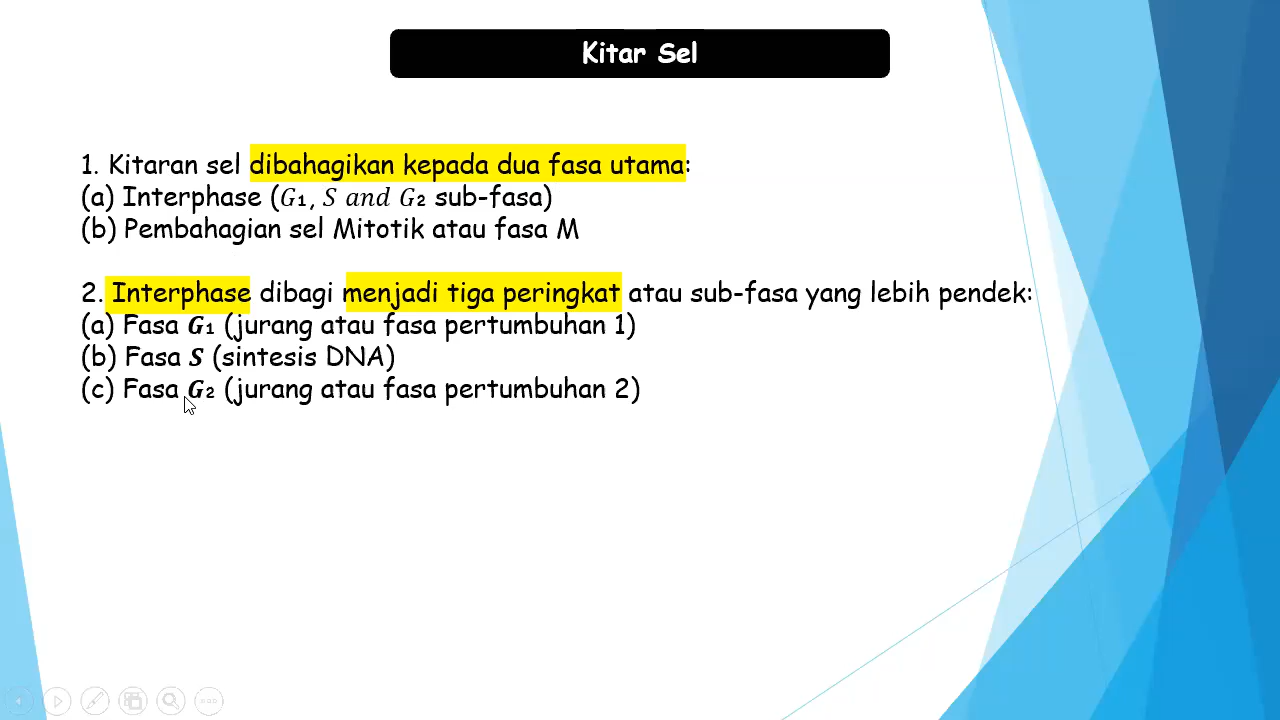 Kitar Sel
1. Kitaran sel dibahagikan kepada dua fasa utama:
(a) Interphase (G₁, S and G₂ sub-fasa)
(b) Pembahagian sel Mitotik atau fasa M
2. Interphase dibagi menjadi tiga peringkat atau sub-fasa yang lebih pendek:
(a) Fasa G₁ (jurang atau fasa pertumbuhan 1)
(b) Fasa S (sintesis DNA)
(c) Fasa G₂ (jurang atau fasa pertumbuhan 2)